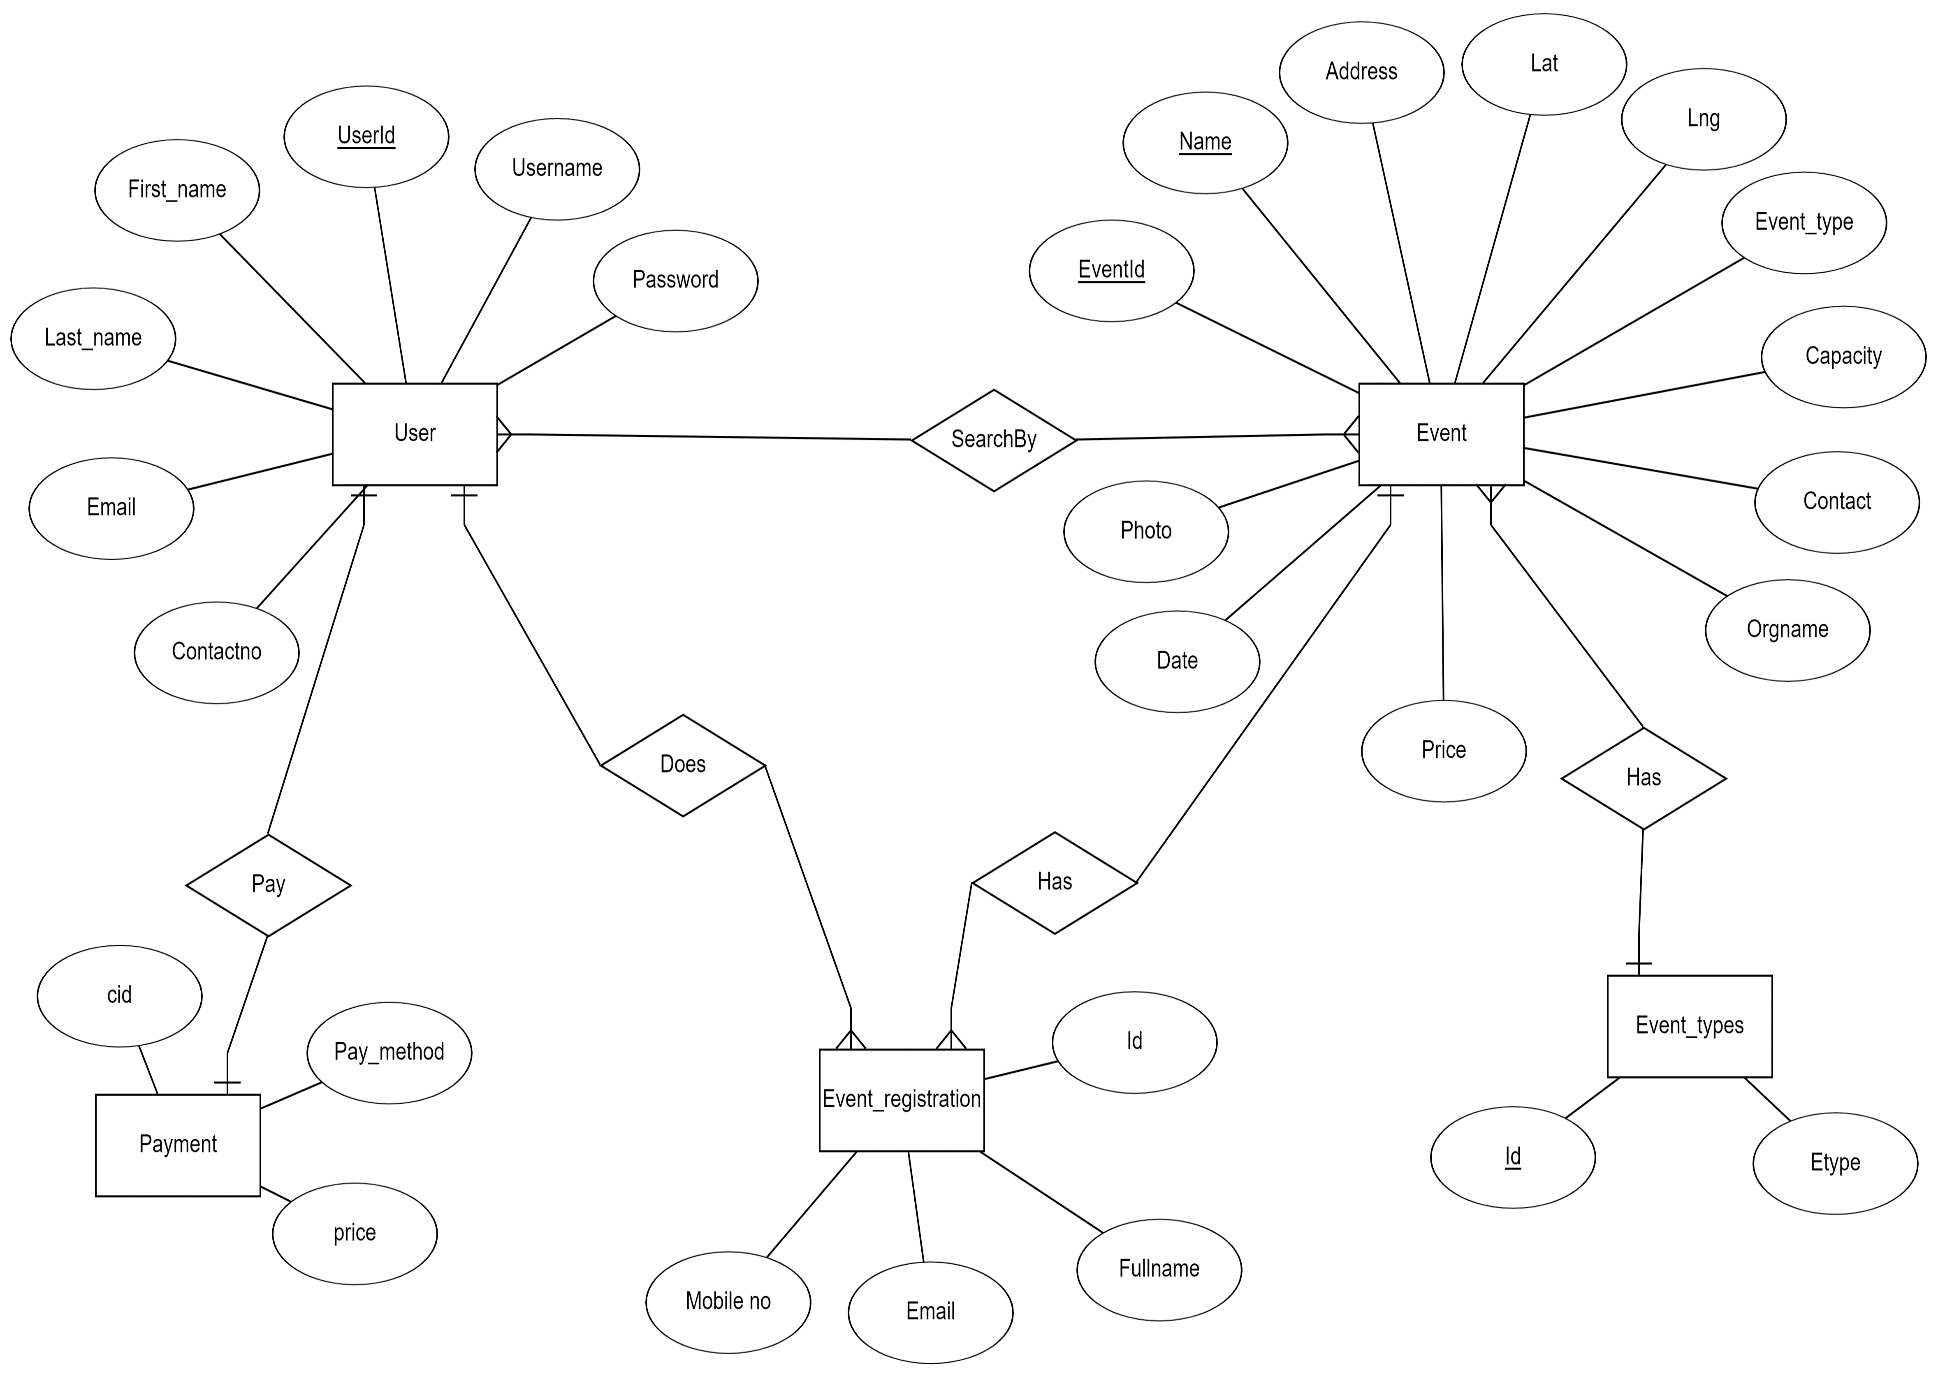 Lat
Address
Lng
UserId
Name
Username
First_name
Event_type
EventId
Password
Last_name
Capacity
User
SearchBy
Event
Email
Photo
Contact
Contactno
Date
Orgname
Price
Does
Has
Pay
Has
cid
Event_types
Id
Pay_method
Event_registration
Payment
Id
Etype
price
Fullname
Mobile no
Email